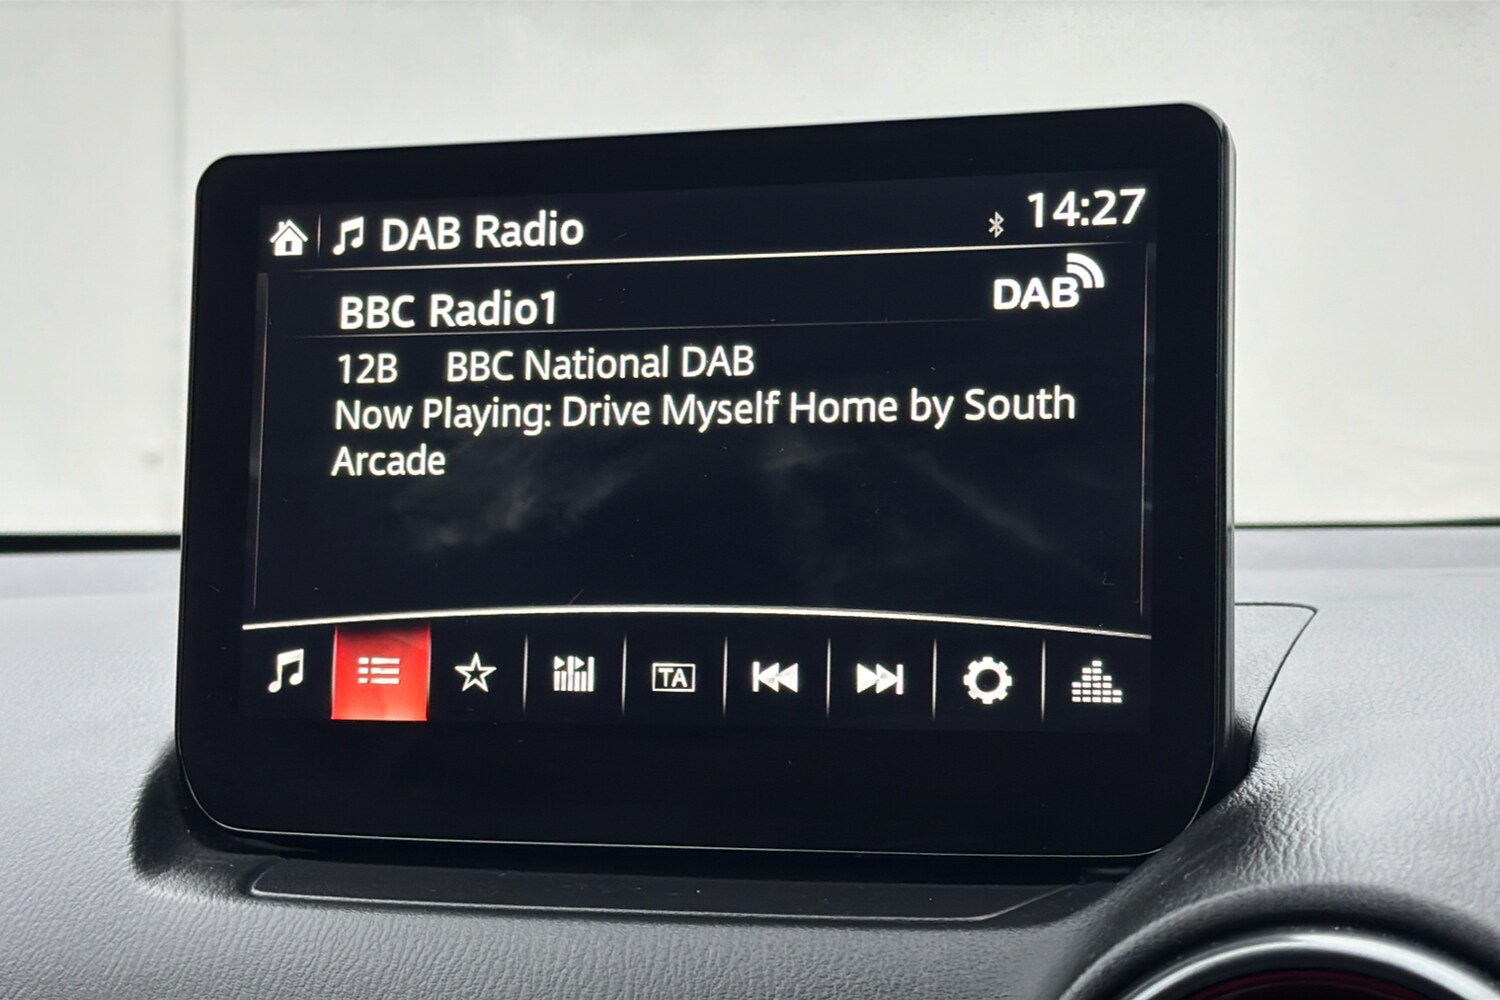 DAB Radio 14:27
BBC Radio1 DAB
12B BBC National DAB
Now Playing: Drive Myself Home by South
Arcade
TA